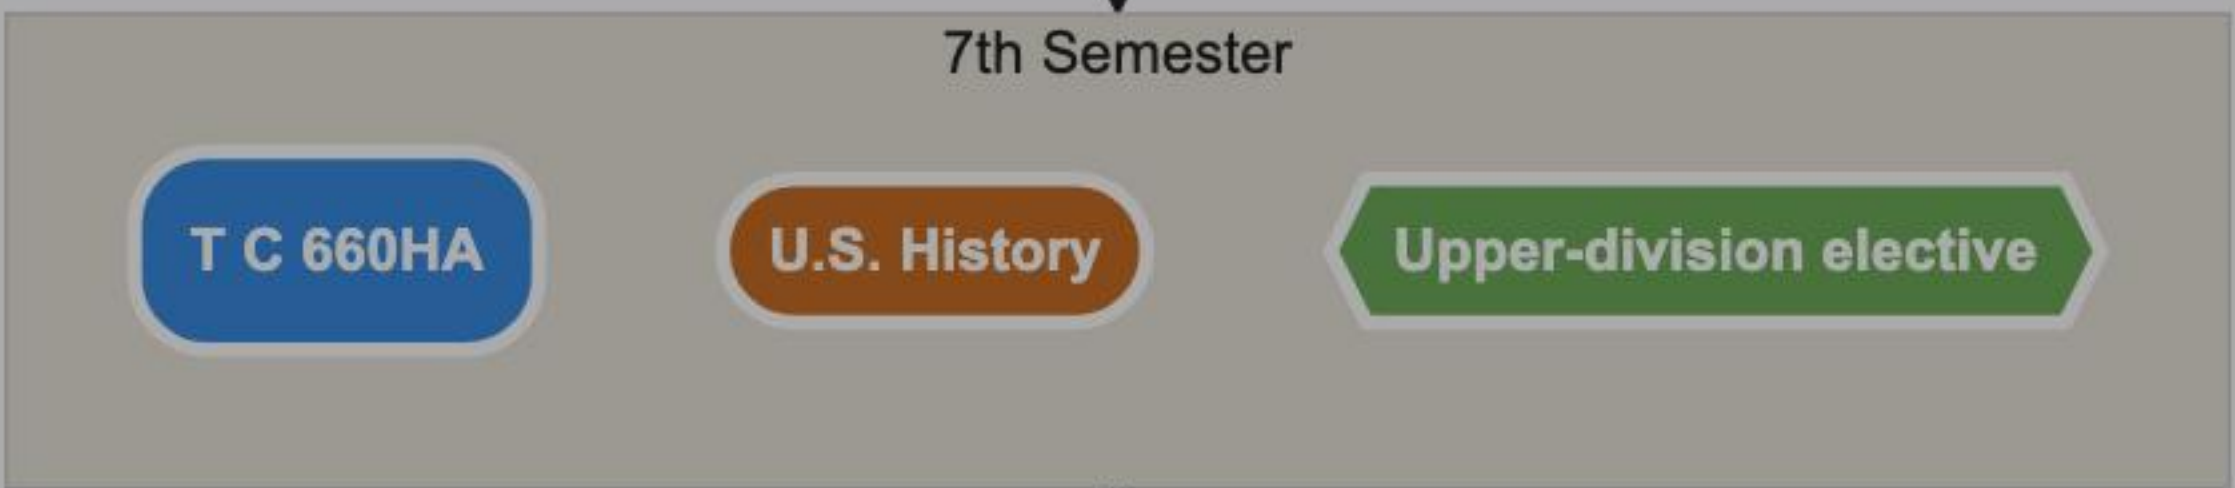 7th Semester
T C 660HA
U.S. History
Upper-division elective